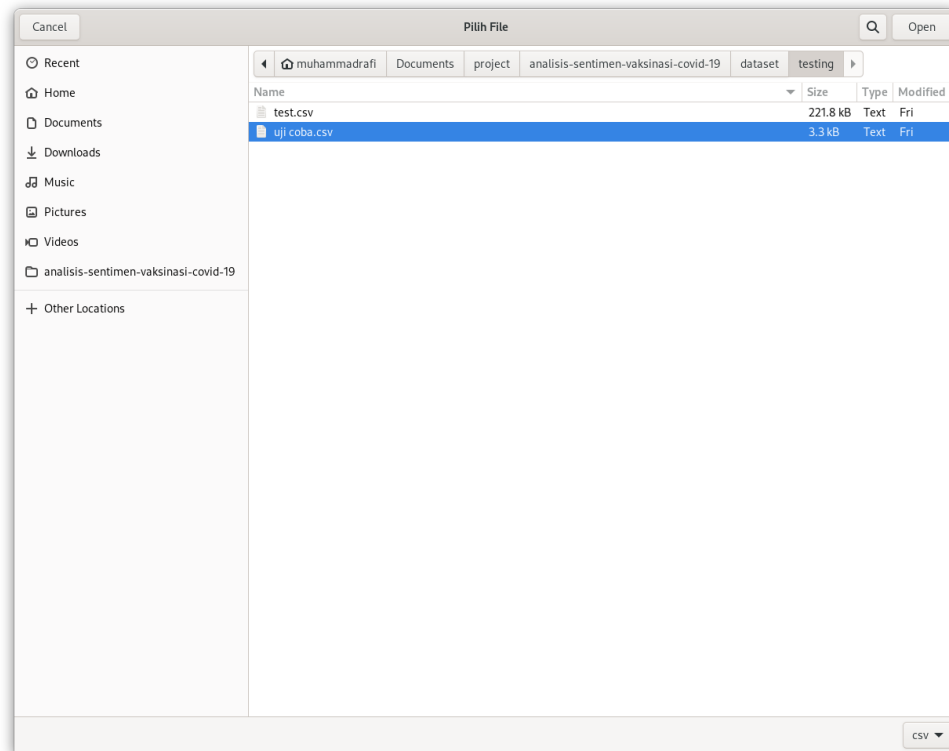 Cancel Pilih File Open
Recent
Home
Documents
Downloads
Music
Pictures
Videos
analisis-sentimen-vaksinasi-covid-19
Other Locations
muhammadrafi Documents project analisis-sentimen-vaksinasi-covid-19 dataset testing
Name Size Type Modified
test.csv 221.8 kB Text Fri
uji coba.csv 3.3 kB Text Fri
csv